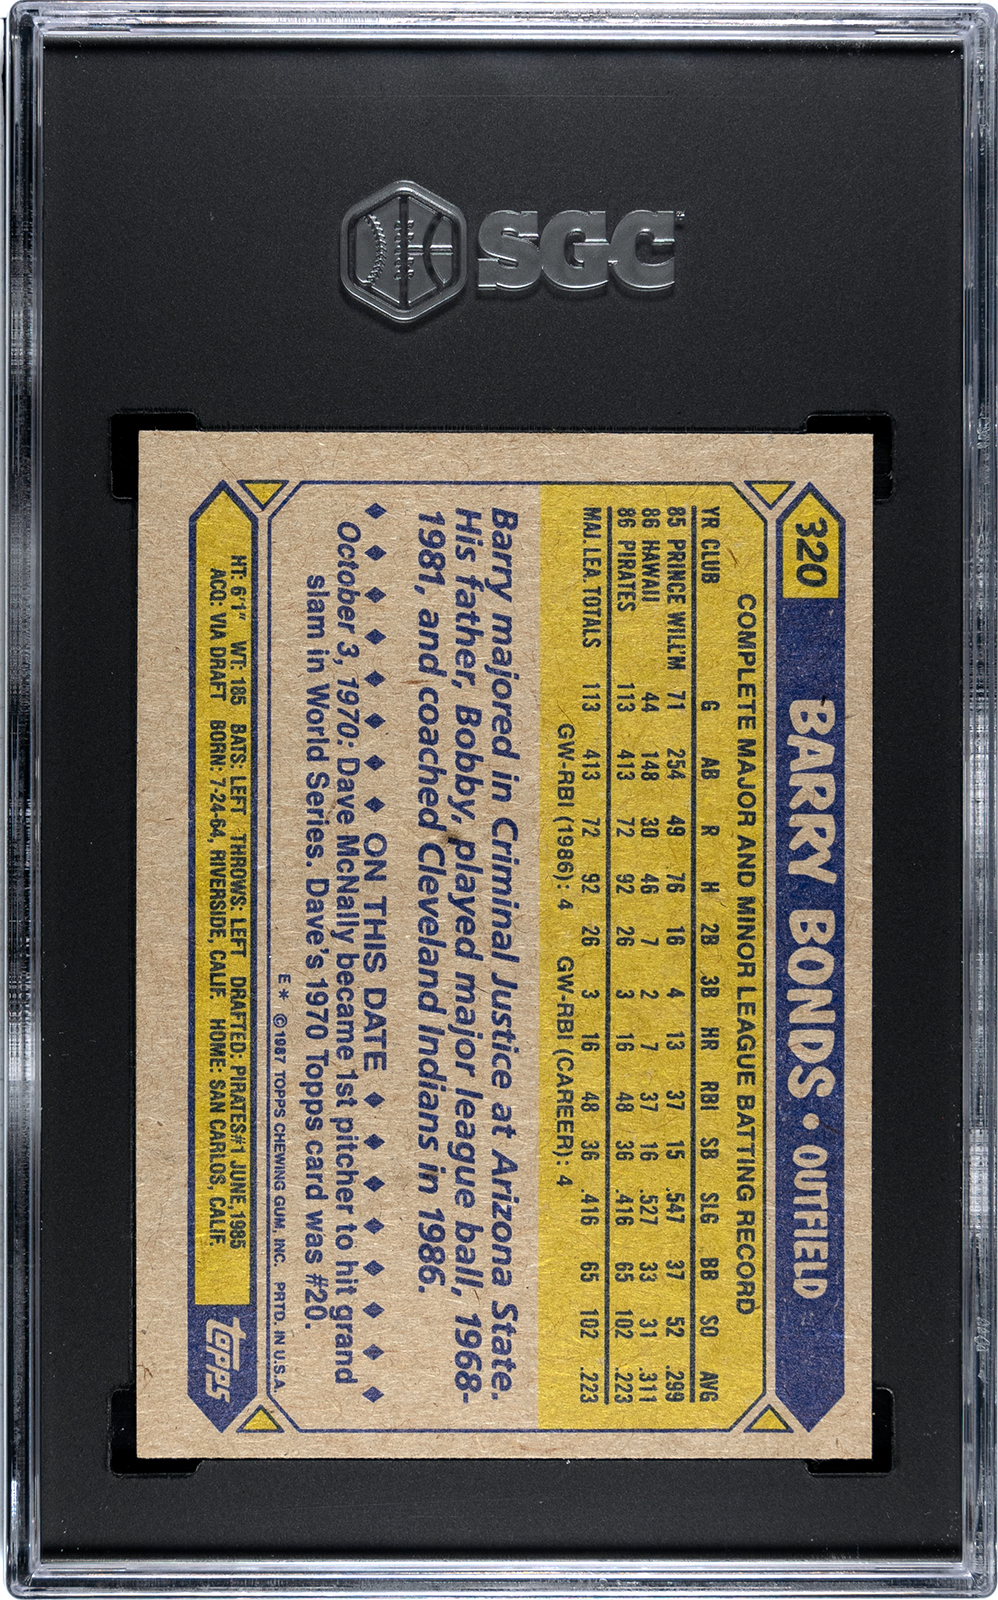 SGC
320
BARRY BONDS • OUTFIELD
COMPLETE MAJOR AND MINOR LEAGUE BATTING RECORD
YR CLUB G AB R H 2B 3B HR RBI SB SLG BB SO AVG
85 PRINCE WILL'M 71 254 49 76 16 4 13 37 15 .547 37 52 .299
86 HAWAII 44 148 30 46 7 2 7 37 16 .527 33 31 .311
86 PIRATES 113 413 72 92 26 3 16 48 36 .416 65 102 .223
MAJ.LEA.TOTALS 113 413 72 92 26 3 16 48 36 .416 65 102 .223
GW-RBI (1986): 4 GW-RBI (CAREER): 4
Barry majored in Criminal Justice at Arizona State.
His father, Bobby, played major league ball, 1968-
1981, and coached Cleveland Indians in 1986.
ON THIS DATE
October 3, 1970: Dave McNally became 1st pitcher to hit grand
slam in World Series. Dave's 1970 Topps card was #20.
E * ©1987 TOPPS CHEWING GUM, INC. PRTD. IN U.S.A.
HT: 6'1" WT: 185 BATS: LEFT THROWS: LEFT DRAFTED: PIRATES#1 JUNE, 1985
ACQ: VIA DRAFT BORN: 7-24-64, RIVERSIDE, CALIF. HOME: SAN CARLOS, CALIF.
topps